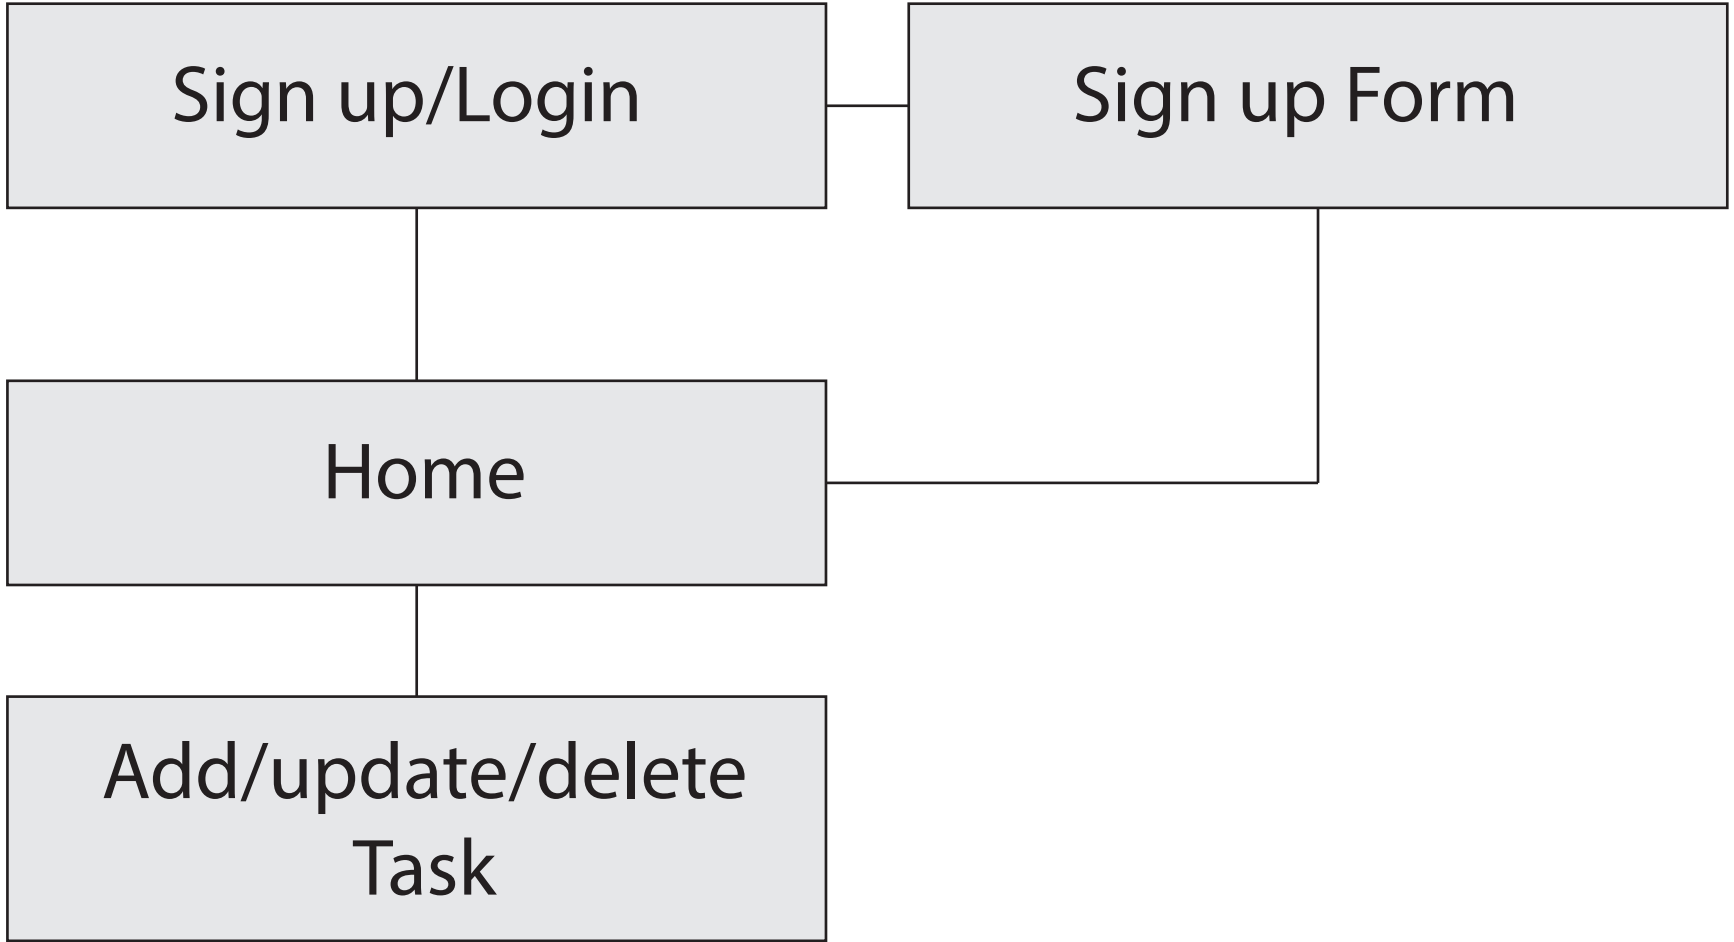 Sign up/Login
Sign up Form
Home
Add/update/delete
Task